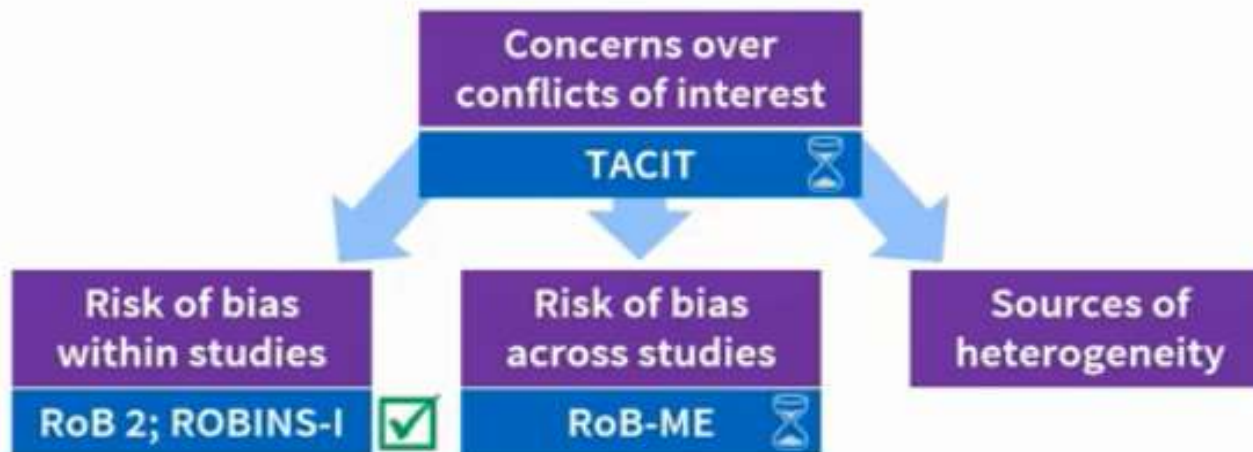 Concerns over
conflicts of interest
TACIT
Risk of bias
within studies
RoB 2; ROBINS-I
Risk of bias
across studies
RoB-ME
Sources of
heterogeneity